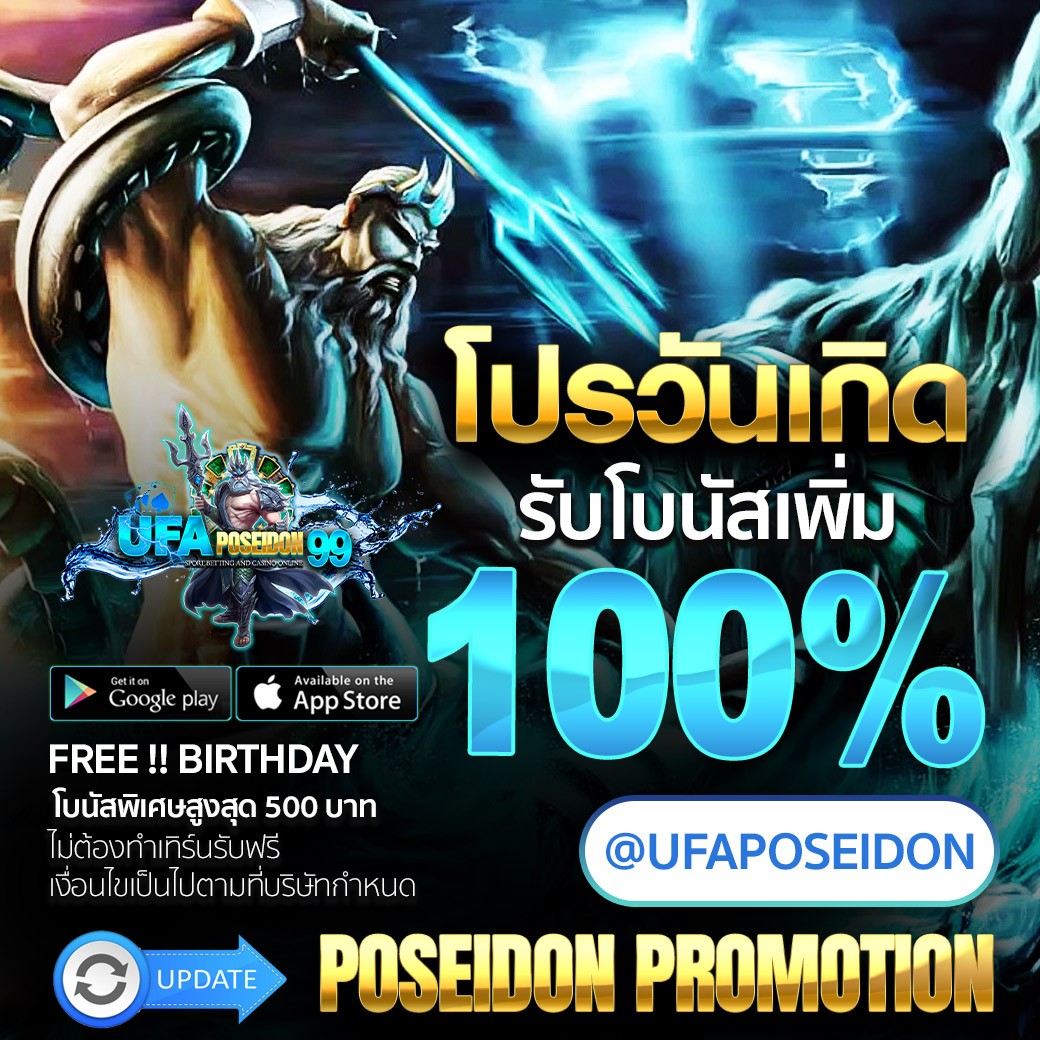 โปรวันเกิด
รับโบนัสเพิ่ม
100%
UFA POSEIDON 99
SPORT BETTING AND CASINO ONLINE
Get it on
Google play
Available on the
App Store
FREE !! BIRTHDAY
โบนัสพิเศษสูงสุด 500 บาท
ไม่ต้องทำเทิร์นรับฟรี
เงื่อนไขเป็นไปตามที่บริษัทกำหนด
@UFAPOSEIDON
UPDATE
POSEIDON PROMOTION